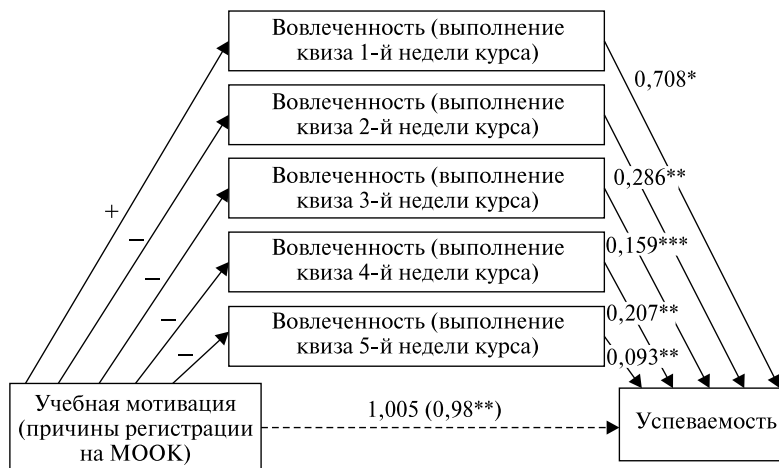 Вовлеченность (выполнение
квиза 1-й недели курса)
0,708*
Вовлеченность (выполнение
квиза 2-й недели курса)
0,286**
Вовлеченность (выполнение
квиза 3-й недели курса)
+
–
0,159***
Вовлеченность (выполнение
квиза 4-й недели курса)
–
–
0,207**
Вовлеченность (выполнение
квиза 5-й недели курса)
–
0,093**
Учебная мотивация
(причины регистрации
на МООК)
1,005 (0,98**)
Успеваемость